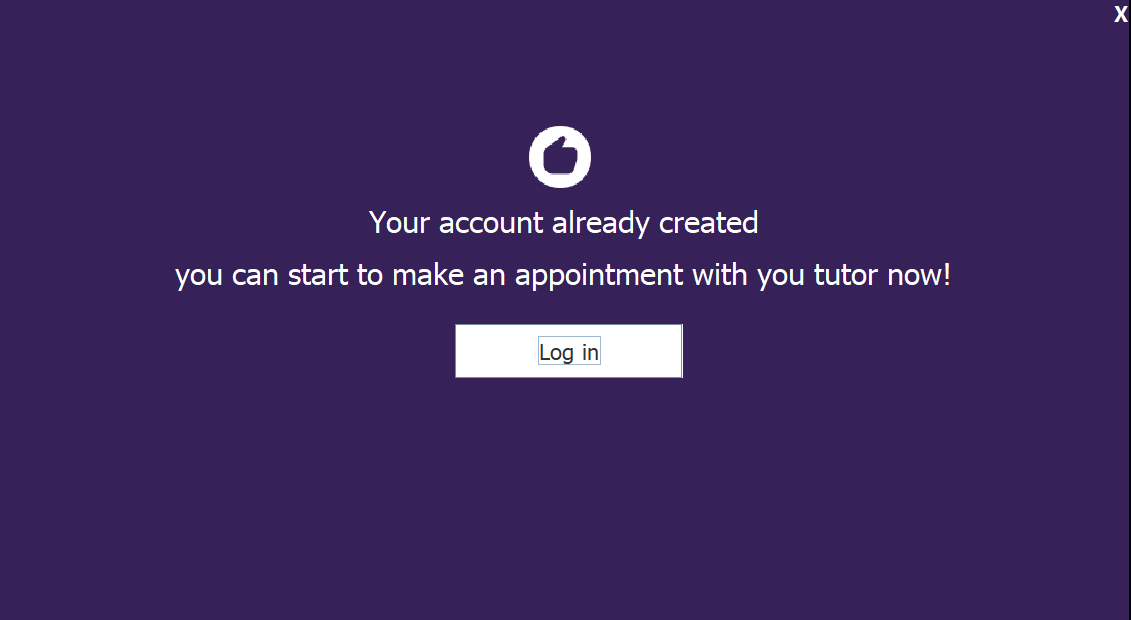 X
Your account already created
you can start to make an appointment with you tutor now!
Log in